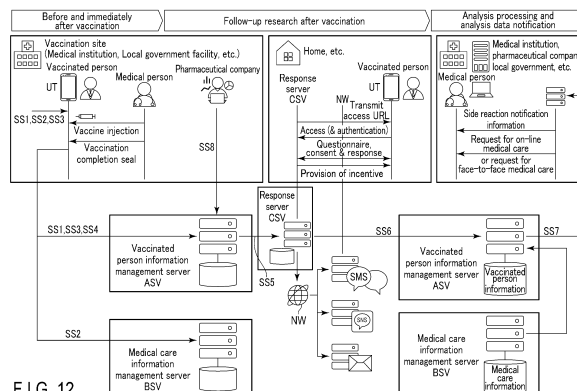 Before and immediately
after vaccination
Follow-up research after vaccination
Analysis processing and
analysis data notification
Vaccination site
(Medical institution, Local government facility, etc.)
Vaccinated person
UT
Medical person
Pharmaceutical company
SS1,SS2,SS3
Vaccine injection
Vaccination
completion seal
SS8
Home, etc.
Response
server
CSV
NW
Vaccinated person
UT
Transmit
access URL
Access (& authentication)
Questionnaire,
consent & response
Provision of incentive
Medical institution,
pharmaceutical company
local government, etc.
Medical person
Side reaction notification
information
Request for on-line
medical care
or request for
face-to-face medical care
SS1,SS3,SS4
Vaccinated
person information
management server
ASV
SS5
Response
server
CSV
NW
SMS
SNS
SS6
Vaccinated
person information
management server
ASV
Vaccinated
person
information
SS7
SS2
Medical care
information
management server
BSV
Medical care
information
management server
BSV
Medical
care
information
FIG. 12